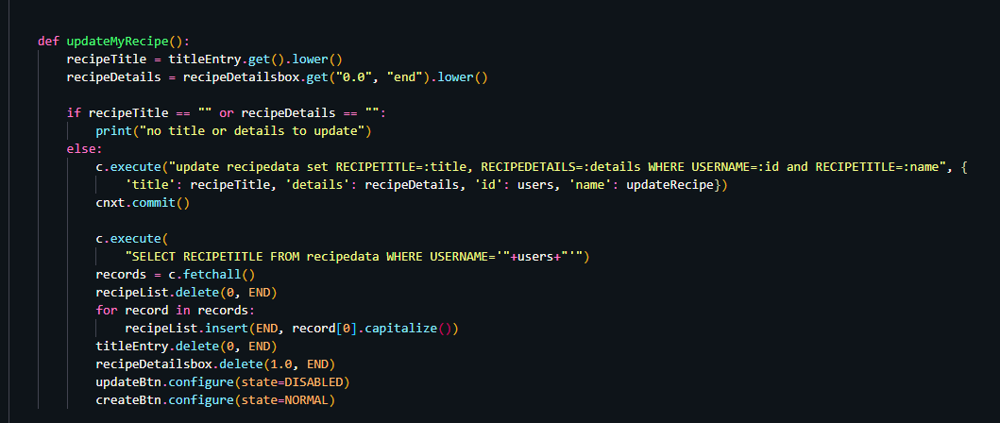 def updateMyRecipe():
    recipeTitle = titleEntry.get().lower()
    recipeDetails = recipeDetailsbox.get("0.0", "end").lower()

    if recipeTitle == "" or recipeDetails == "":
        print("no title or details to update")
    else:
        c.execute("update recipedata set RECIPETITLE=:title, RECIPEDETAILS=:details WHERE USERNAME=:id and RECIPETITLE=:name", {
            'title': recipeTitle, 'details': recipeDetails, 'id': users, 'name': updateRecipe})
        cnxt.commit()

        c.execute(
            "SELECT RECIPETITLE FROM recipedata WHERE USERNAME='"+users+"'")
        records = c.fetchall()
        recipeList.delete(0, END)
        for record in records:
            recipeList.insert(END, record[0].capitalize())
        titleEntry.delete(0, END)
        recipeDetailsbox.delete(1.0, END)
        updateBtn.configure(state=DISABLED)
        createBtn.configure(state=NORMAL)